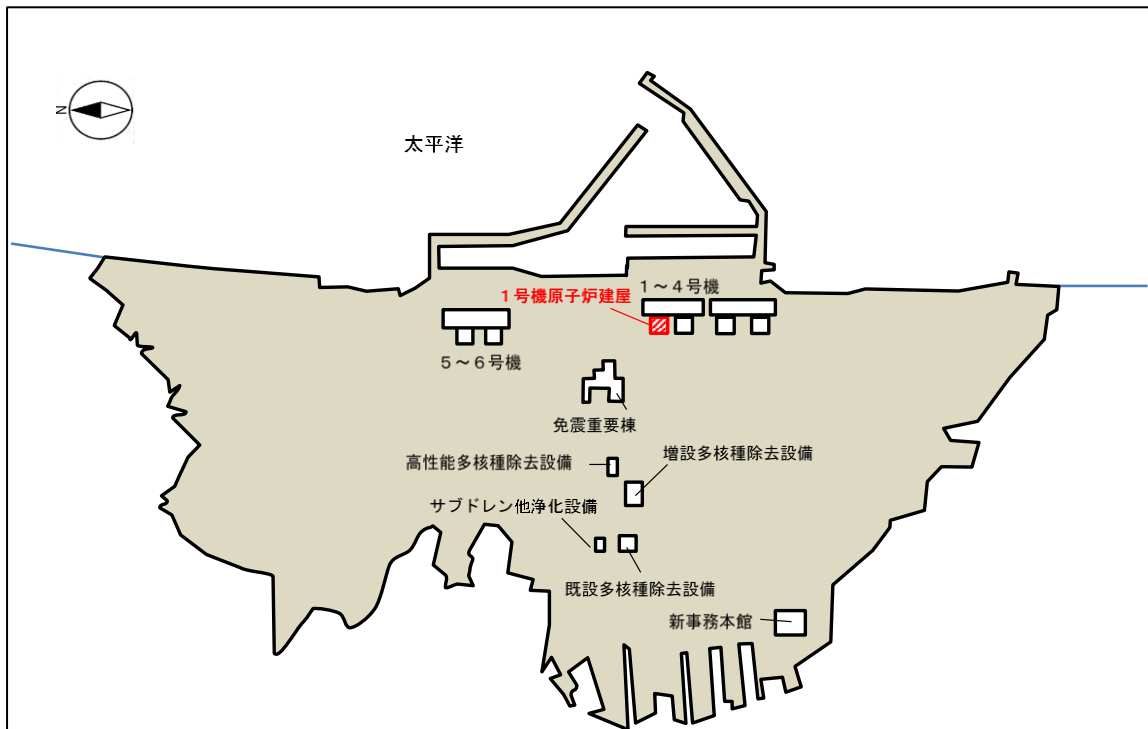 N
太平洋
１～４号機
１号機原子炉建屋
５～６号機
免震重要棟
増設多核種除去設備
高性能多核種除去設備
サブドレン他浄化設備
既設多核種除去設備
新事務本館